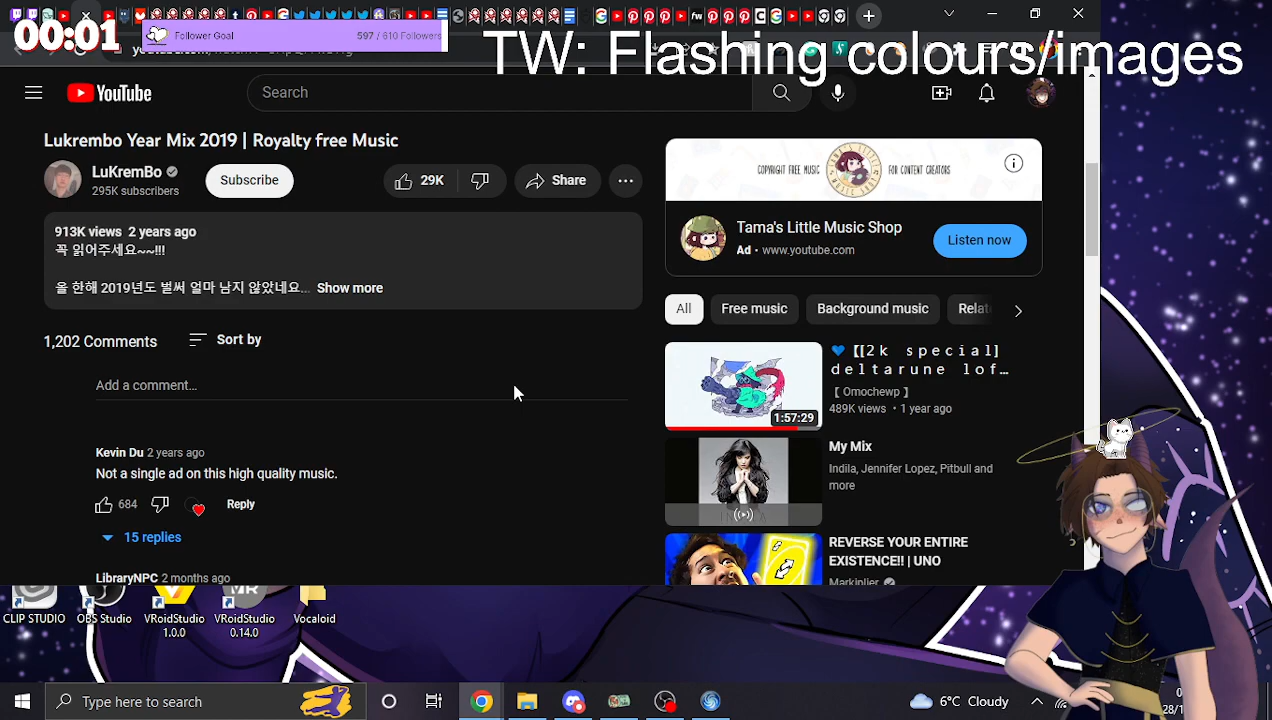 00:01
Follower Goal
597 / 610 Followers
TW: Flashing colours/images
YouTube
Search
Lukrembo Year Mix 2019 | Royalty free Music
LuKremBo
295K subscribers
Subscribe
29K
Share
913K views 2 years ago
꼭 읽어주세요~~!!!
올 한해 2019년도 벌써 얼마 남지 않았네요... Show more
1,202 Comments
Sort by
Add a comment...
Kevin Du 2 years ago
Not a single ad on this high quality music.
684
Reply
15 replies
LibraryNPC 2 months ago
COPYRIGHT FREE MUSIC
FOR CONTENT CREATORS
Tama's Little Music Shop
Ad • www.youtube.com
Listen now
All
Free music
Background music
Relat
💙【[2k special]
deltarune lof...
[ Omochewp ]
489K views • 1 year ago
1:57:29
My Mix
Indila, Jennifer Lopez, Pitbull and
more
REVERSE YOUR ENTIRE
EXISTENCE!! | UNO
Markiplier
CLIP STUDIO
OBS Studio
VRoidStudio
1.0.0
VRoidStudio
0.14.0
Vocaloid
Type here to search
6°C Cloudy